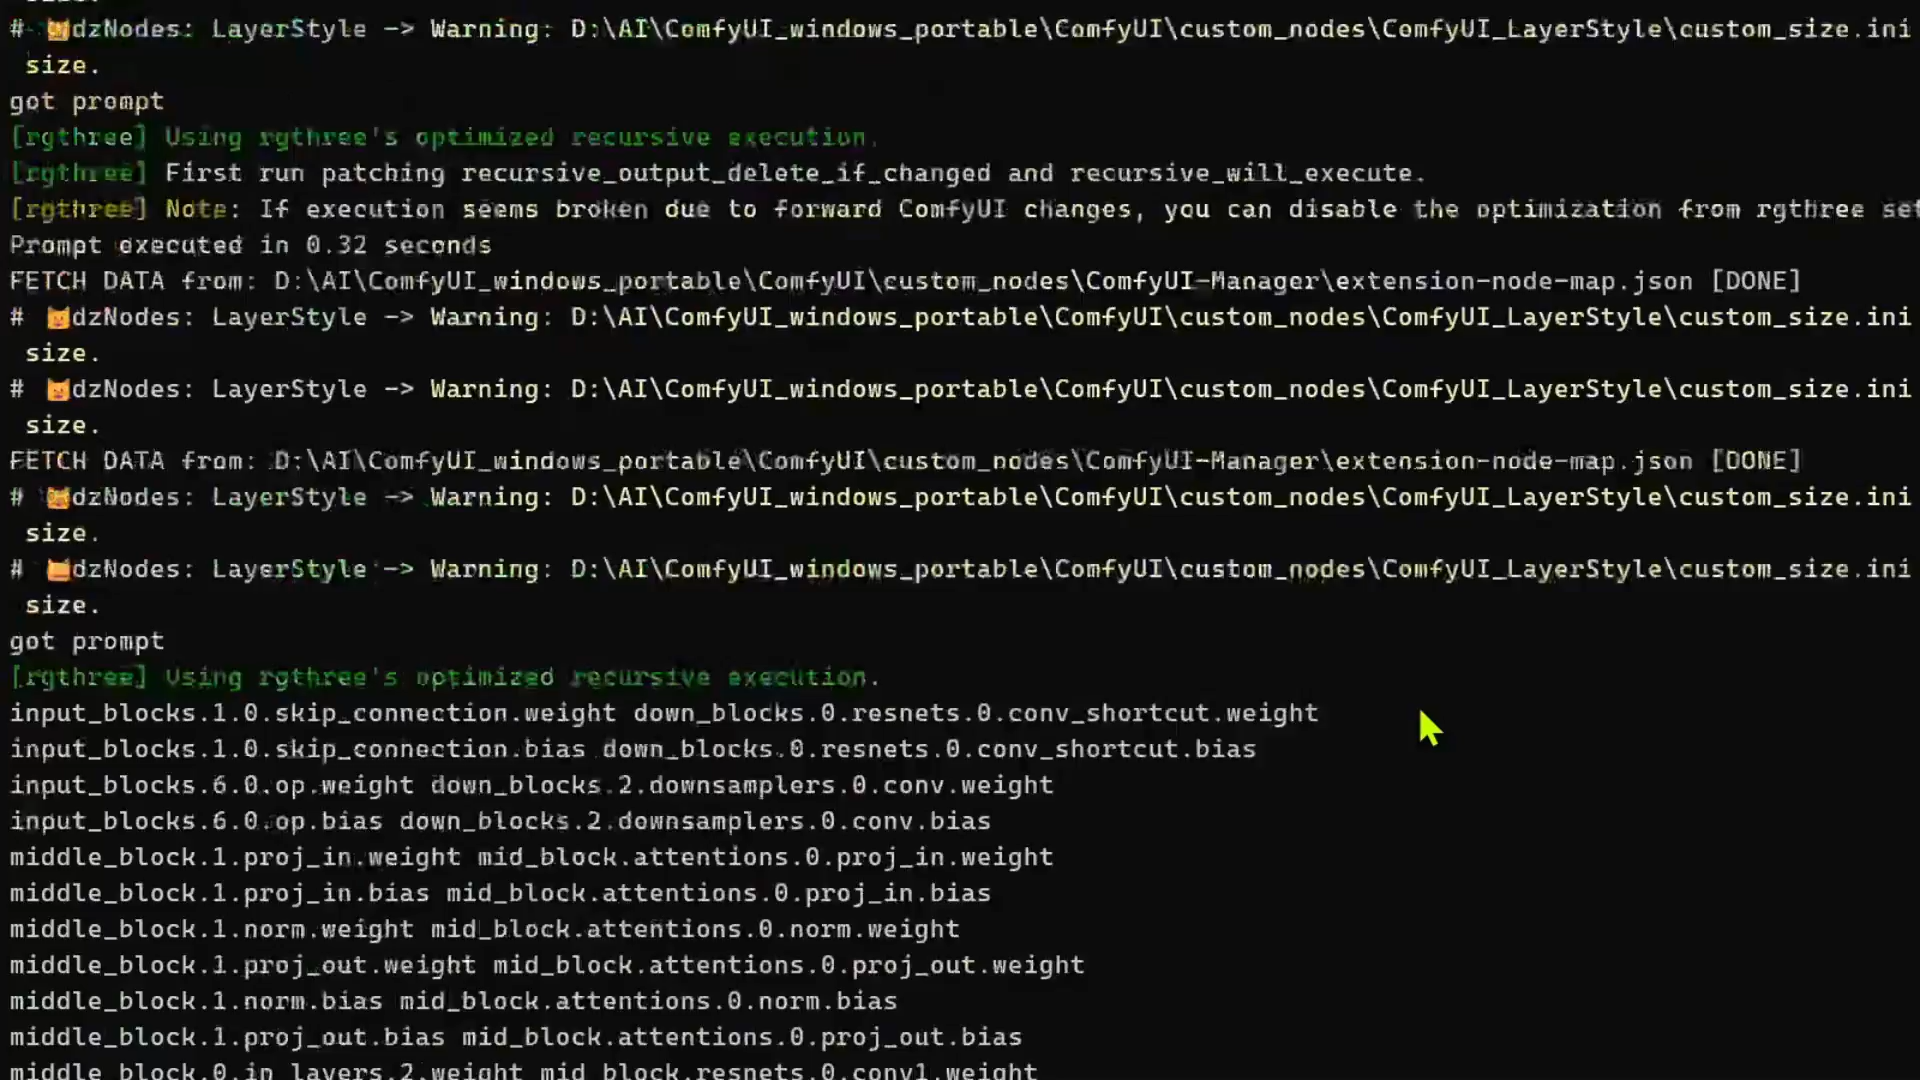 # 😺dzNodes: LayerStyle -> Warning: D:\AI\ComfyUI_windows_portable\ComfyUI\custom_nodes\ComfyUI_LayerStyle\custom_size.ini
size.
got prompt
[rgthree] Using rgthree's optimized recursive execution.
[rgthree] First run patching recursive_output_delete_if_changed and recursive_will_execute.
[rgthree] Note: If execution seems broken due to forward ComfyUI changes, you can disable the optimization from rgthree
Prompt executed in 0.32 seconds
FETCH DATA from: D:\AI\ComfyUI_windows_portable\ComfyUI\custom_nodes\ComfyUI-Manager\extension-node-map.json [DONE]
# 😺dzNodes: LayerStyle -> Warning: D:\AI\ComfyUI_windows_portable\ComfyUI\custom_nodes\ComfyUI_LayerStyle\custom_size.ini
size.
# 😺dzNodes: LayerStyle -> Warning: D:\AI\ComfyUI_windows_portable\ComfyUI\custom_nodes\ComfyUI_LayerStyle\custom_size.ini
size.
FETCH DATA from: D:\AI\ComfyUI_windows_portable\ComfyUI\custom_nodes\ComfyUI-Manager\extension-node-map.json [DONE]
# 😺dzNodes: LayerStyle -> Warning: D:\AI\ComfyUI_windows_portable\ComfyUI\custom_nodes\ComfyUI_LayerStyle\custom_size.ini
size.
# 😺dzNodes: LayerStyle -> Warning: D:\AI\ComfyUI_windows_portable\ComfyUI\custom_nodes\ComfyUI_LayerStyle\custom_size.ini
size.
got prompt
[rgthree] Using rgthree's optimized recursive execution.
input_blocks.1.0.skip_connection.weight down_blocks.0.resnets.0.conv_shortcut.weight
input_blocks.1.0.skip_connection.bias down_blocks.0.resnets.0.conv_shortcut.bias
input_blocks.6.0.op.weight down_blocks.2.downsamplers.0.conv.weight
input_blocks.6.0.op.bias down_blocks.2.downsamplers.0.conv.bias
middle_block.1.proj_in.weight mid_block.attentions.0.proj_in.weight
middle_block.1.proj_in.bias mid_block.attentions.0.proj_in.bias
middle_block.1.norm.weight mid_block.attentions.0.norm.weight
middle_block.1.proj_out.weight mid_block.attentions.0.proj_out.weight
middle_block.1.norm.bias mid_block.attentions.0.norm.bias
middle_block.1.proj_out.bias mid_block.attentions.0.proj_out.bias
middle_block.0.in_layers.2.weight mid_block.resnets.0.conv1.weight